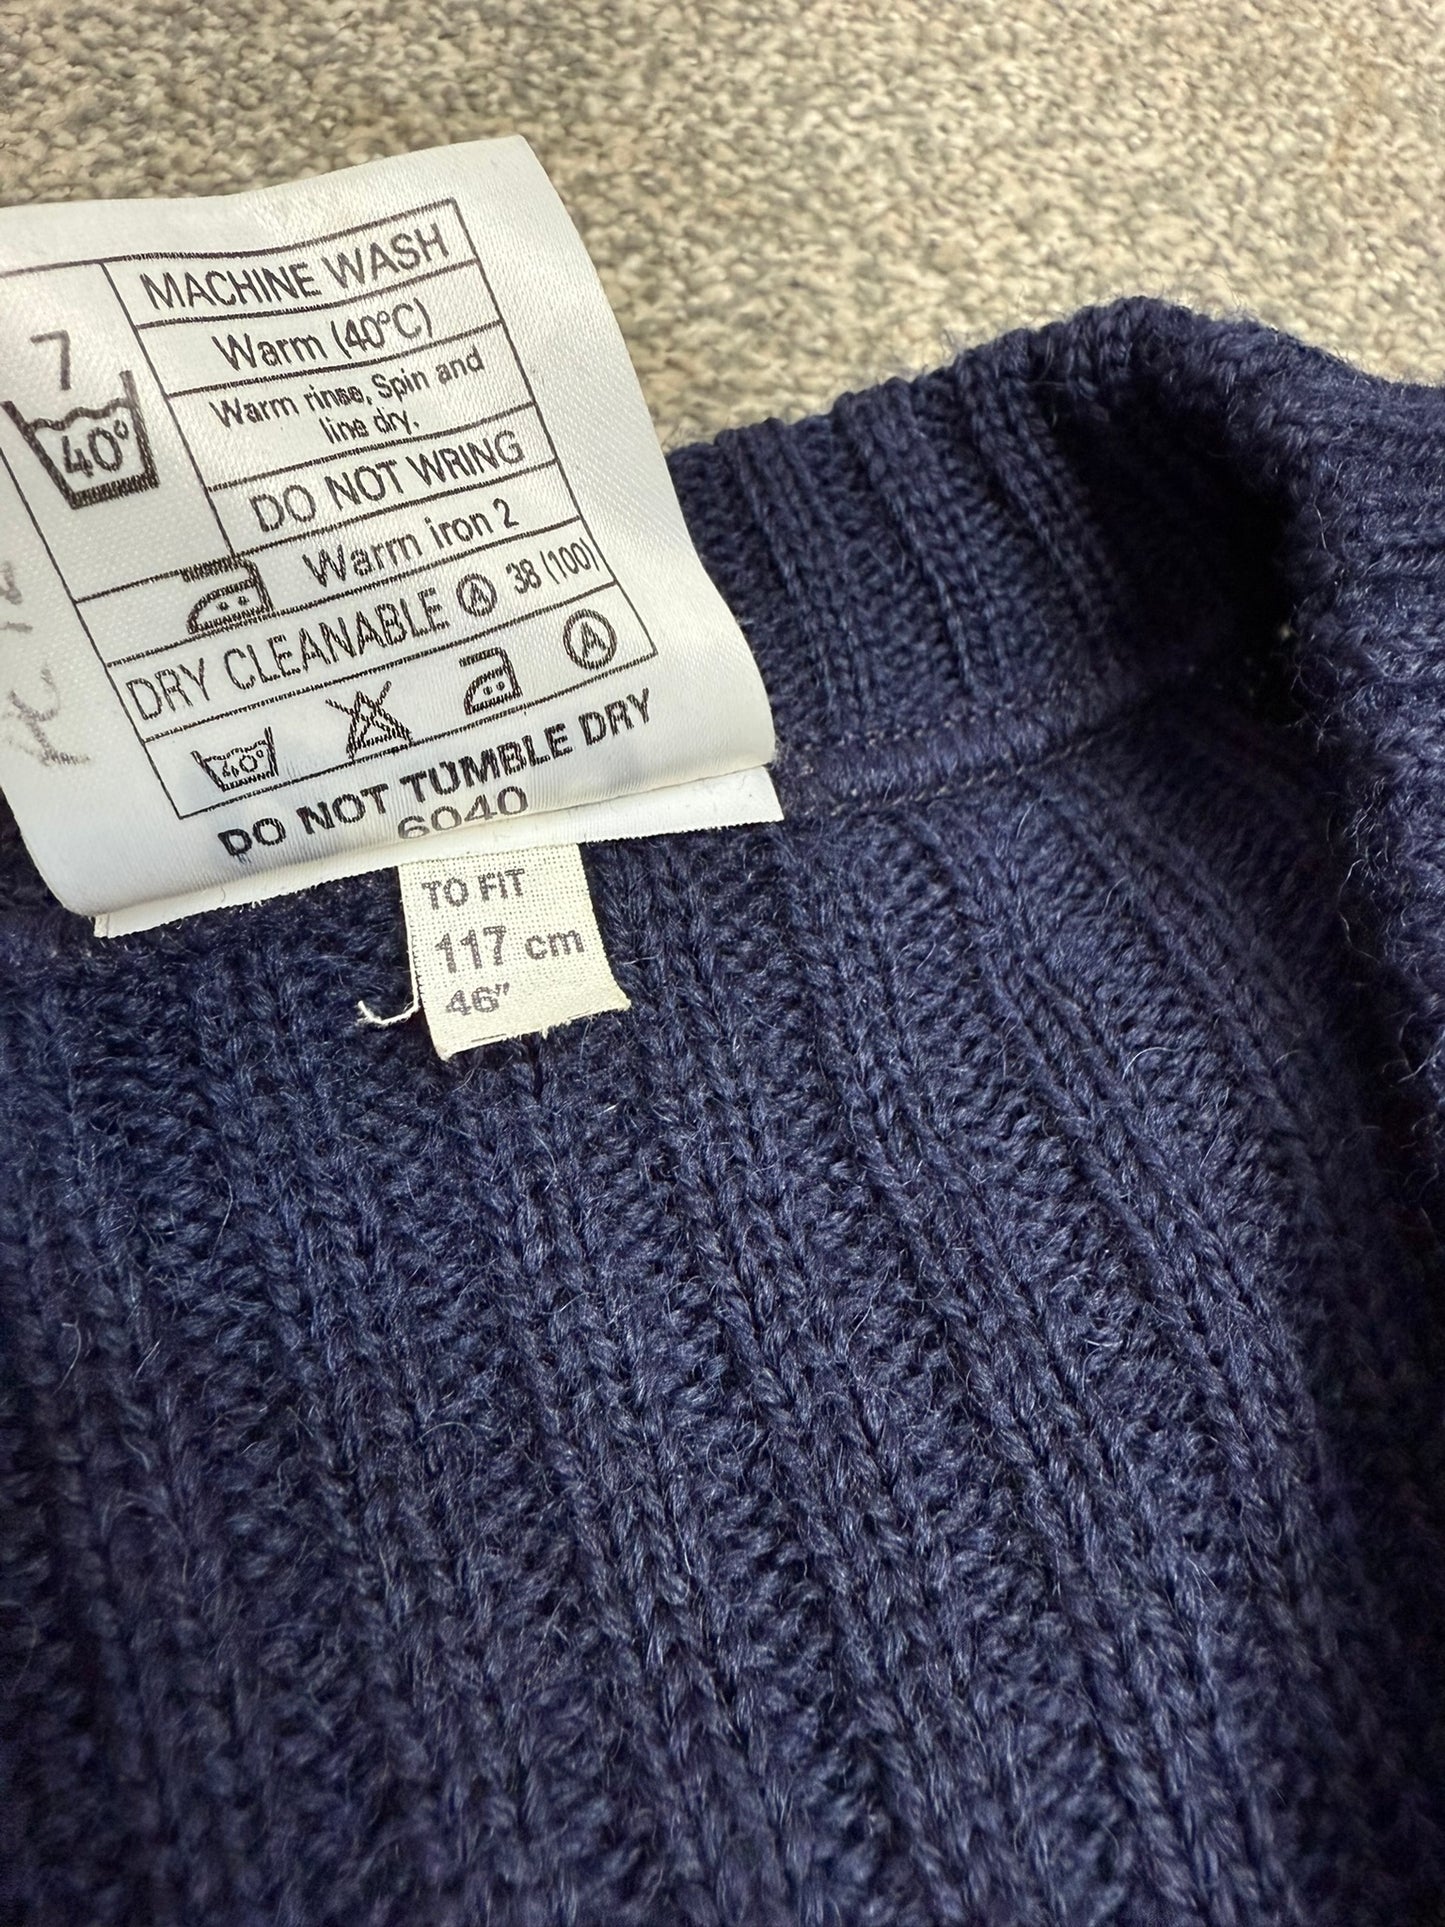 MACHINE WASH
7
Warm (40°C)
40°
Warm rinse, Spin and
line dry.
DO NOT WRING
Warm iron 2
DRY CLEANABLE Ⓐ 38 (100)
40° Ⓐ
DO NOT TUMBLE DRY
6040
TO FIT
117 cm
46"